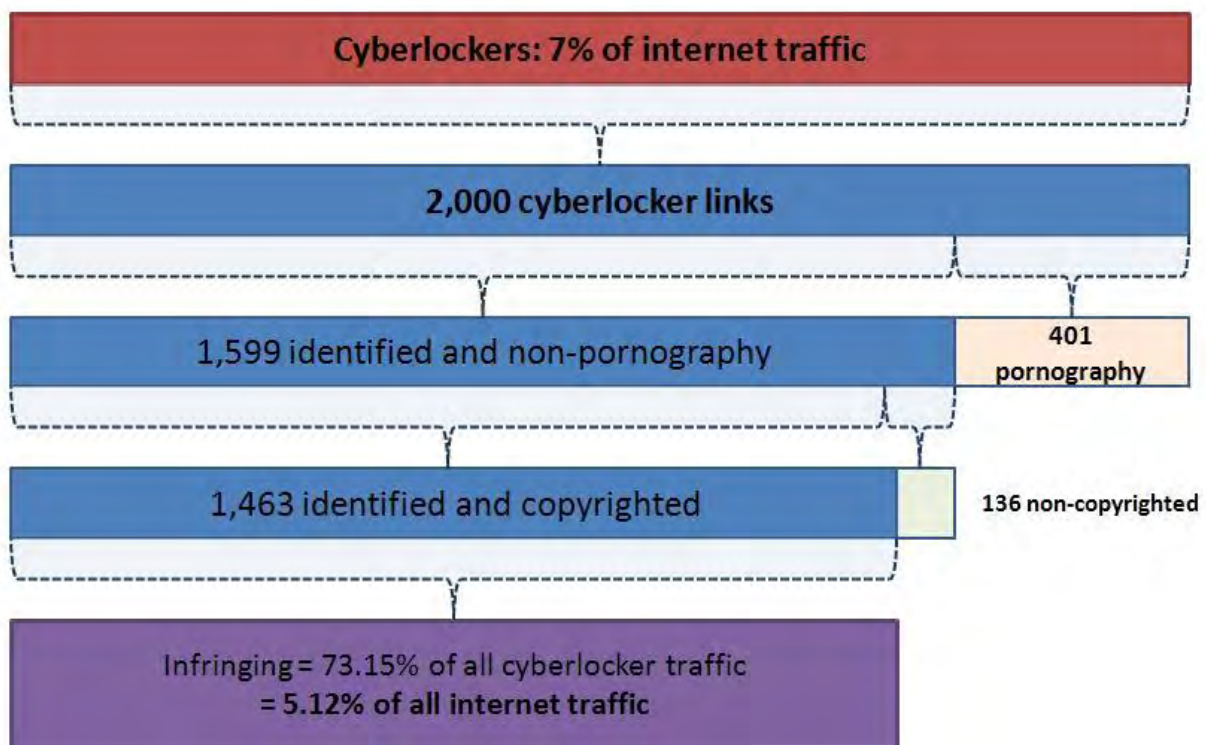 Cyberlockers: 7% of internet traffic
2,000 cyberlocker links
1,599 identified and non-pornography
401
pornography
1,463 identified and copyrighted
136 non-copyrighted
Infringing = 73.15% of all cyberlocker traffic
= 5.12% of all internet traffic